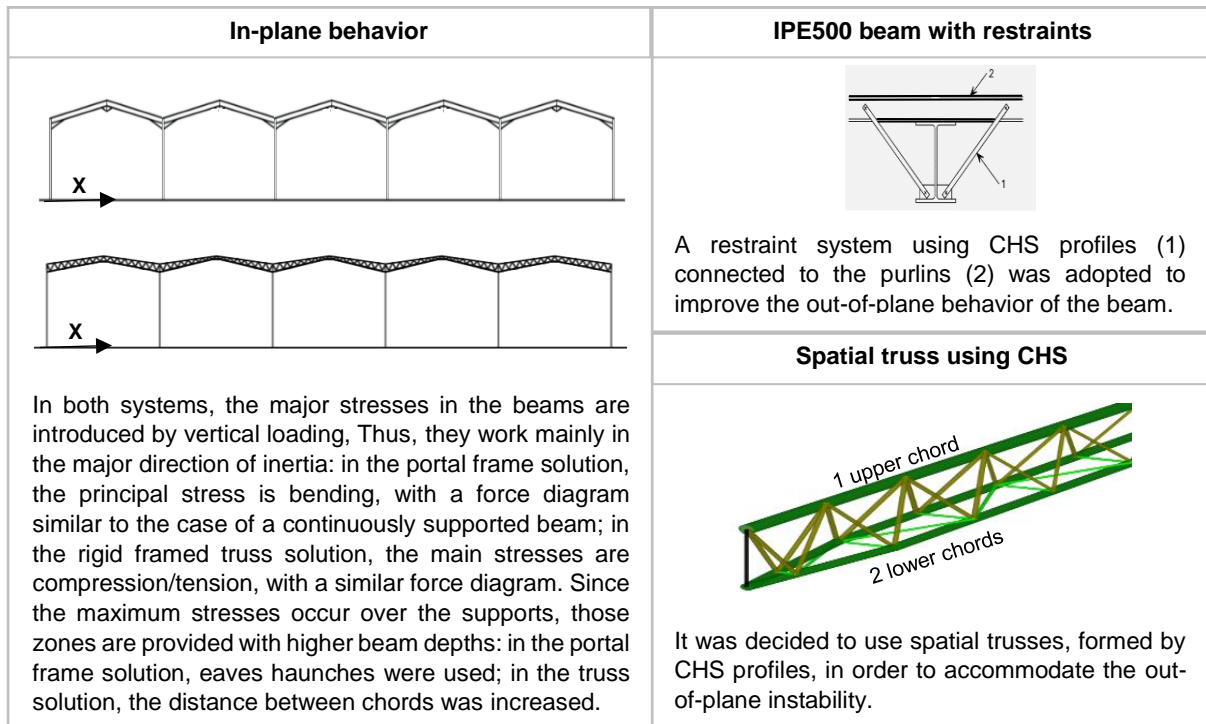 In-plane behavior
X
X
In both systems, the major stresses in the beams are
introduced by vertical loading, Thus, they work mainly in
the major direction of inertia: in the portal frame solution,
the principal stress is bending, with a force diagram
similar to the case of a continuously supported beam; in
the rigid framed truss solution, the main stresses are
compression/tension, with a similar force diagram. Since
the maximum stresses occur over the supports, those
zones are provided with higher beam depths: in the portal
frame solution, eaves haunches were used; in the truss
solution, the distance between chords was increased.
IPE500 beam with restraints
2
1
A restraint system using CHS profiles (1)
connected to the purlins (2) was adopted to
improve the out-of-plane behavior of the beam.
Spatial truss using CHS
1 upper chord
2 lower chords
It was decided to use spatial trusses, formed by
CHS profiles, in order to accommodate the out-
of-plane instability.